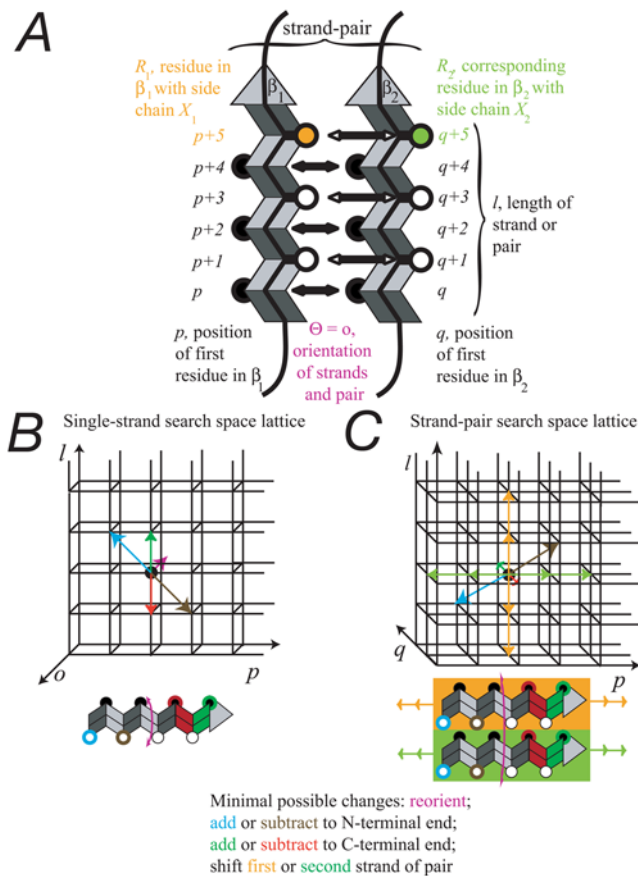 A
strand-pair
R1, residue in
β1 with side
chain X1
β1
β2
R2, corresponding
residue in β2 with
side chain X2
p+5
q+5
p+4
q+4
p+3
q+3
p+2
q+2
p+1
q+1
p
q
l, length of
strand or
pair
p, position
of first
residue in β1
Θ = o,
orientation
of strands
and pair
q, position
of first
residue in β2
B
Single-strand search space lattice
l
o
p
C
Strand-pair search space lattice
l
q
p
Minimal possible changes: reorient;
add or subtract to N-terminal end;
add or subtract to C-terminal end;
shift first or second strand of pair